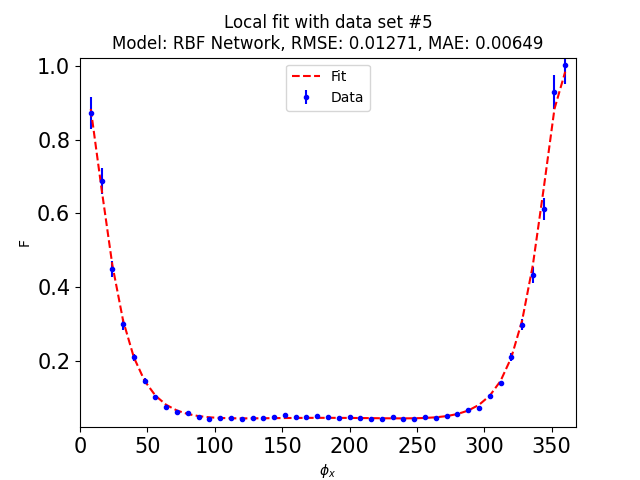 Local fit with data set #5
Model: RBF Network, RMSE: 0.01271, MAE: 0.00649
1.0
0.8
0.6
0.4
0.2
F
Fit
Data
0 50 100 150 200 250 300 350
ϕₓ